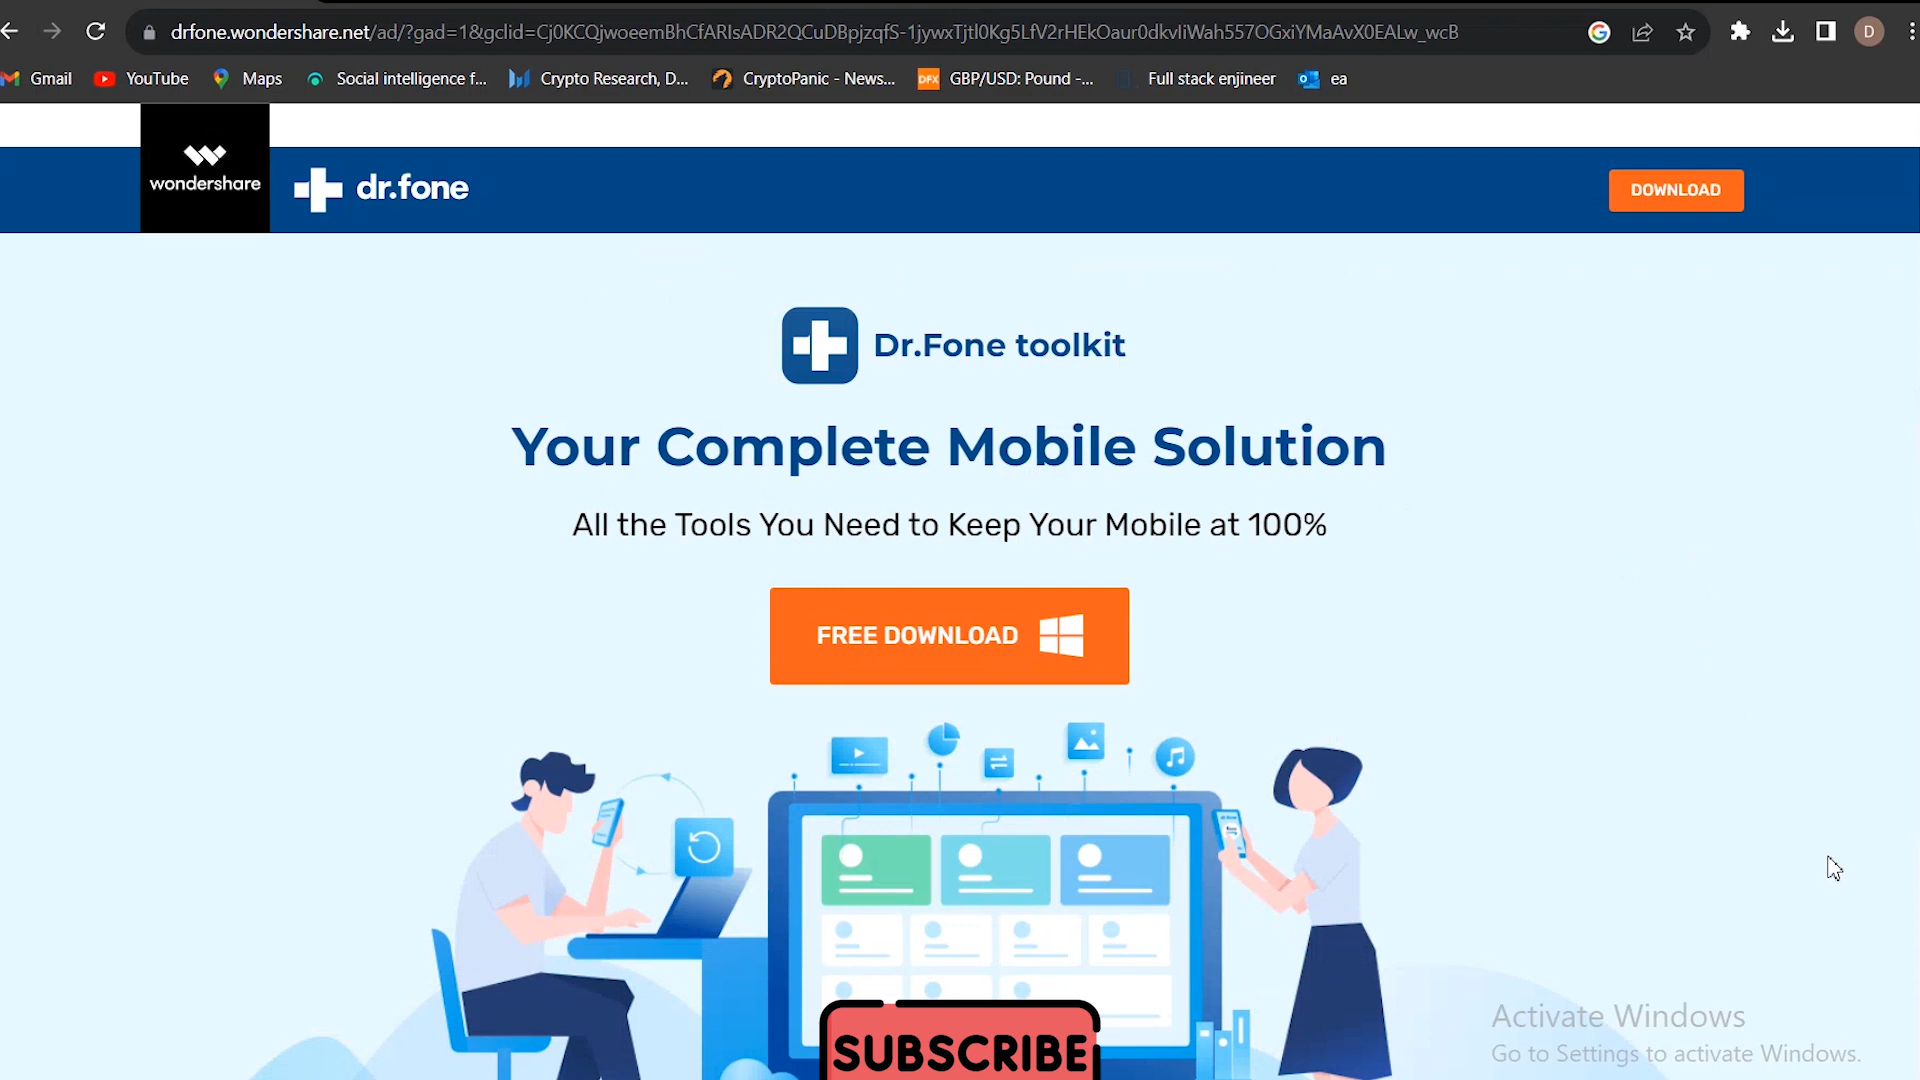 drfone.wondershare.net/ad/?gad=1&gclid=Cj0KCQjwoeemBhCfARIsADR2QCuDBpjzqfS-1jywxTjtl0Kg5LfV2rHEkOaur0dkvIiWah557OGxiYMaAvX0EALw_wcB
D
Gmail YouTube Maps Social intelligence f... Crypto Research, D... CryptoPanic - News... DFX GBP/USD: Pound -... Full stack enjineer ea
wondershare
dr.fone
DOWNLOAD
Dr.Fone toolkit
Your Complete Mobile Solution
All the Tools You Need to Keep Your Mobile at 100%
FREE DOWNLOAD
SUBSCRIBE
Activate Windows
Go to Settings to activate Windows.